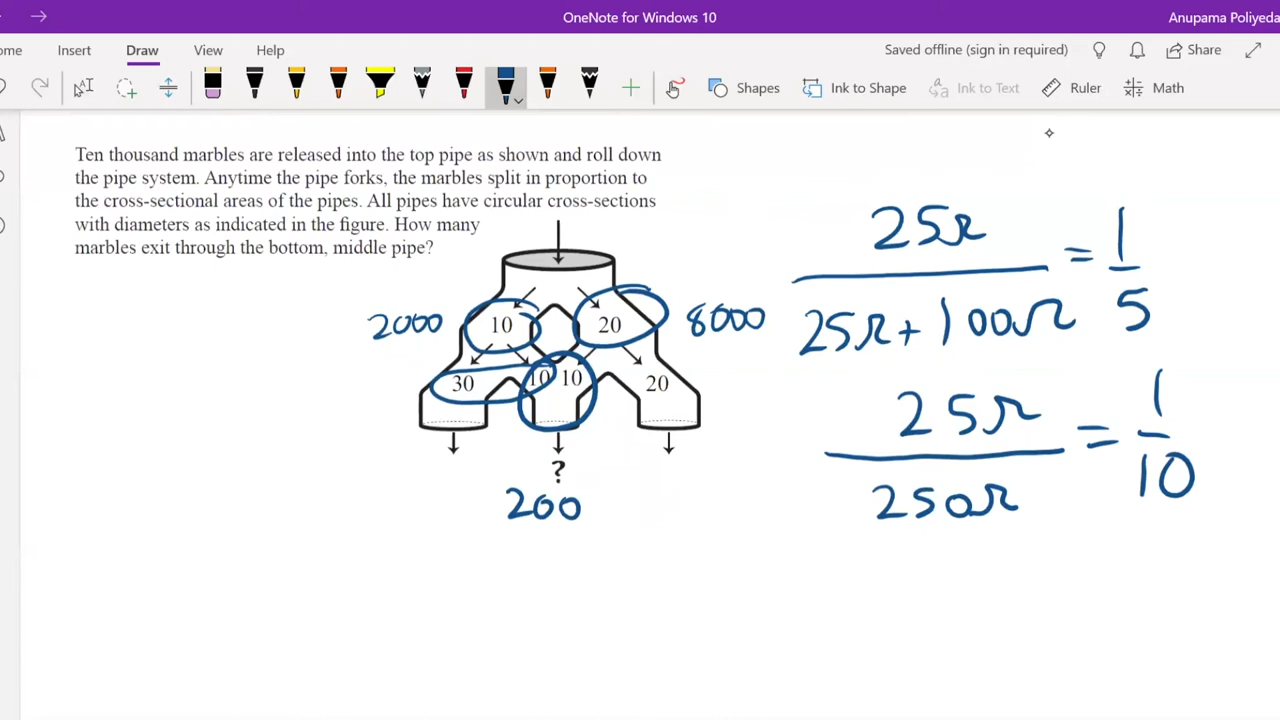 OneNote for Windows 10
Anupama Poliyeda
ome Insert Draw View Help
Saved offline (sign in required) Share
Shapes Ink to Shape Ink to Text Ruler Math
Ten thousand marbles are released into the top pipe as shown and roll down
the pipe system. Anytime the pipe forks, the marbles split in proportion to
the cross-sectional areas of the pipes. All pipes have circular cross-sections
with diameters as indicated in the figure. How many
marbles exit through the bottom, middle pipe?
2000 10 20 8000
30 10 10 20
?
200
25π
25π + 100π
= 1
5
25π
250π
= 1
10